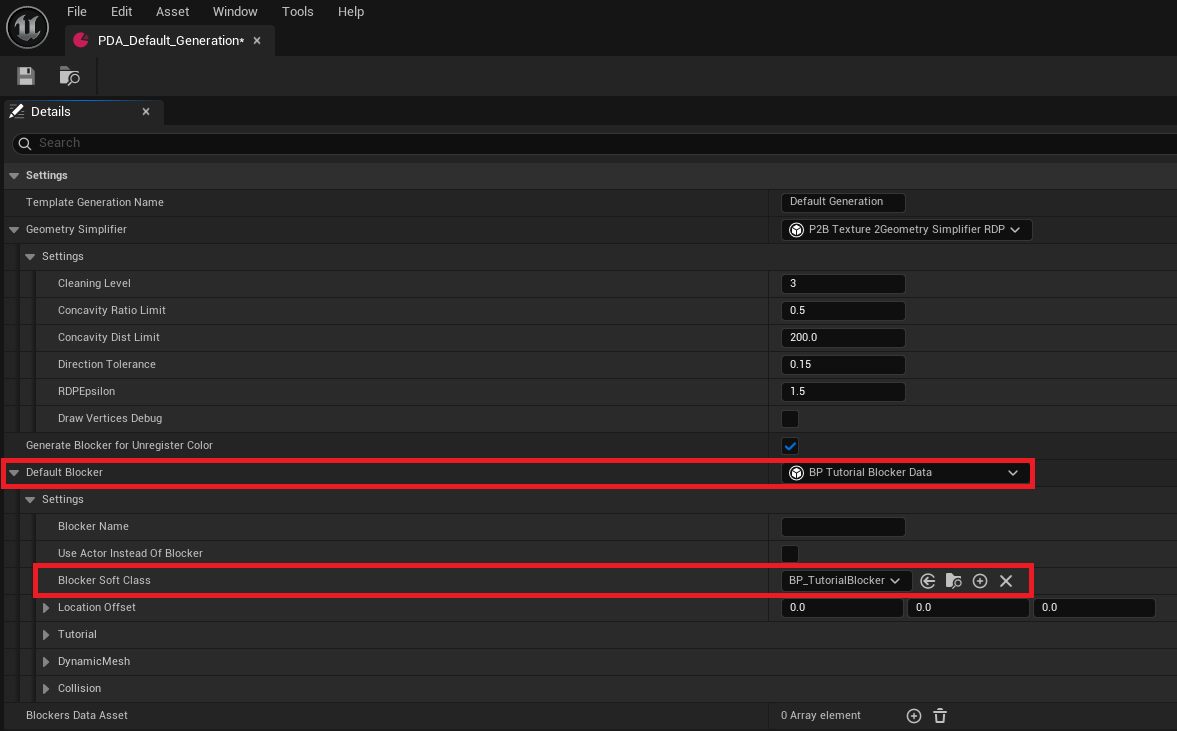 File Edit Asset Window Tools Help
PDA_Default_Generation*
Details
Search
Settings
Template Generation Name Default Generation
Geometry Simplifier P2B Texture 2Geometry Simplifier RDP
Settings
Cleaning Level 3
Concavity Ratio Limit 0.5
Concavity Dist Limit 200.0
Direction Tolerance 0.15
RDPEpsilon 1.5
Draw Vertices Debug
Generate Blocker for Unregister Color
Default Blocker BP Tutorial Blocker Data
Settings
Blocker Name
Use Actor Instead Of Blocker
Blocker Soft Class BP_TutorialBlocker
Location Offset 0.0 0.0 0.0
Tutorial
DynamicMesh
Collision
Blockers Data Asset 0 Array element